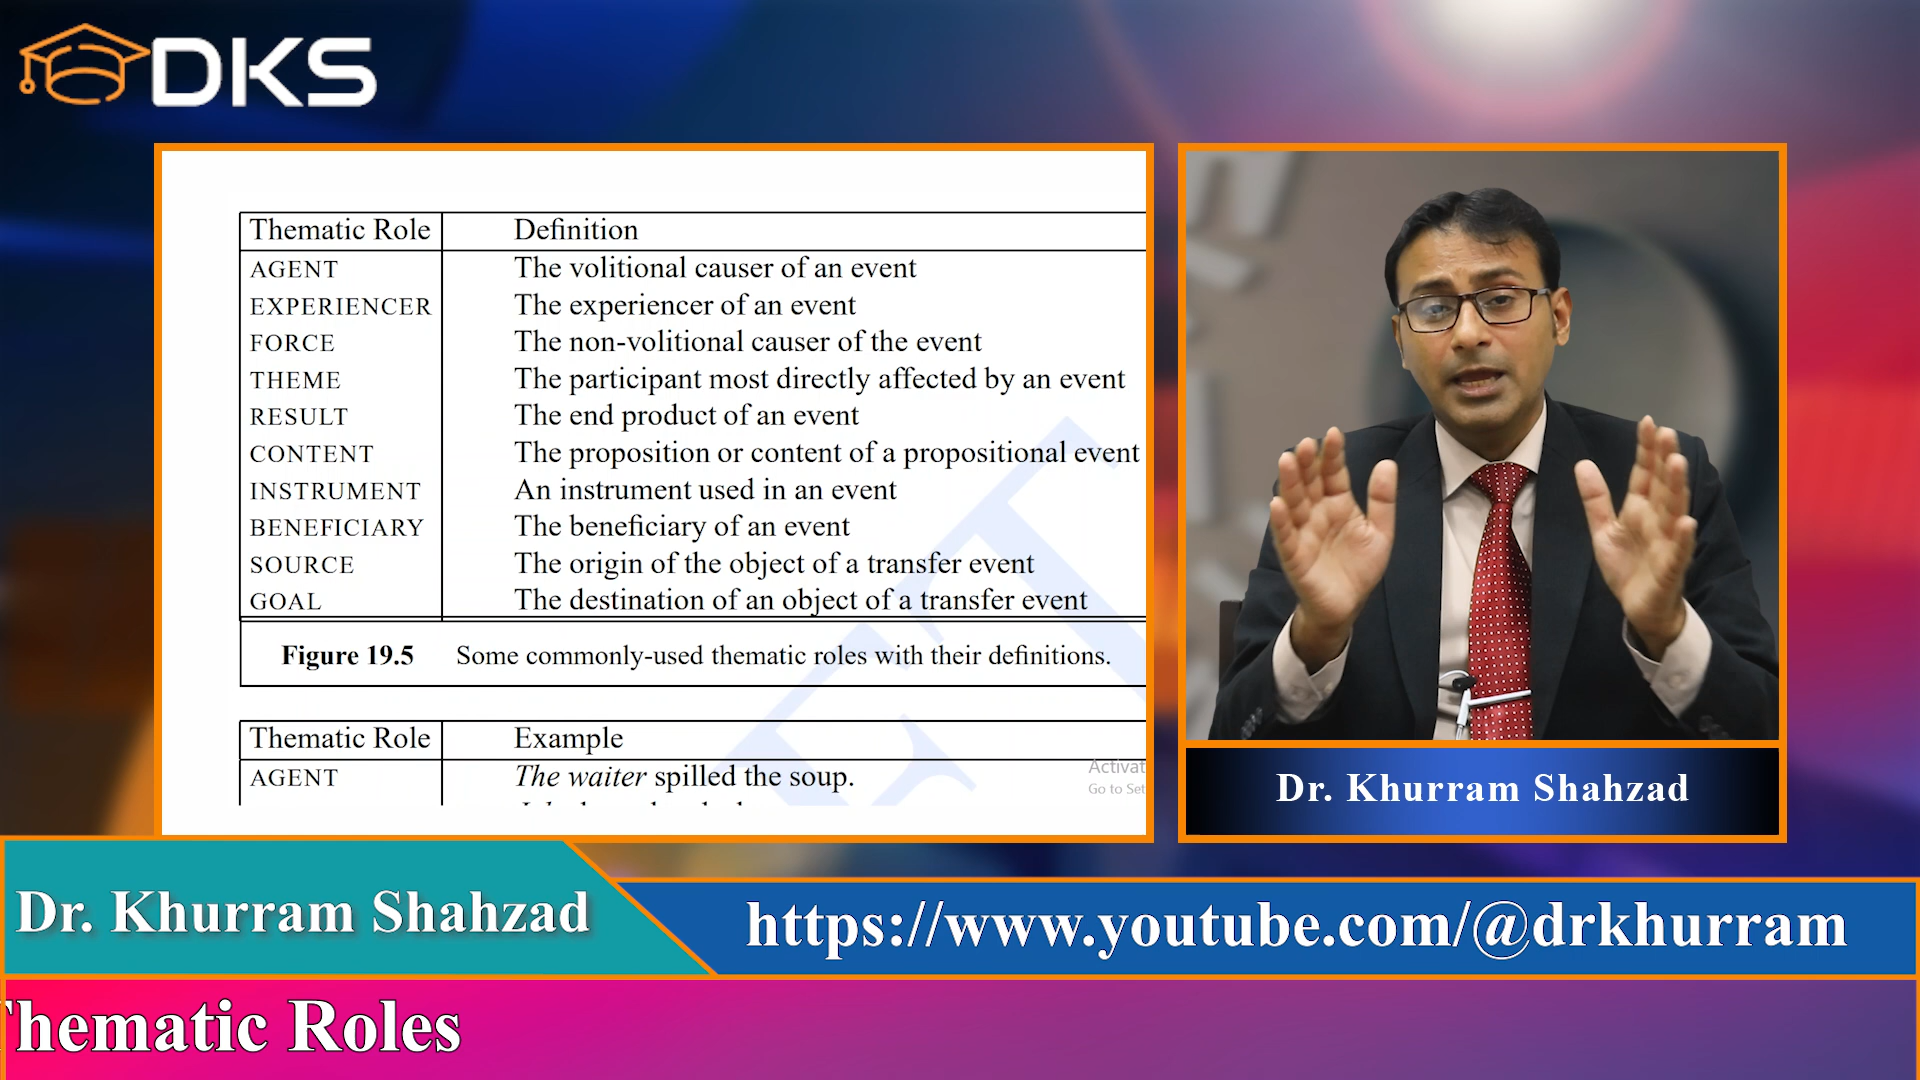 DKS
Thematic Role Definition
AGENT The volitional causer of an event
EXPERIENCER The experiencer of an event
FORCE The non-volitional causer of the event
THEME The participant most directly affected by an event
RESULT The end product of an event
CONTENT The proposition or content of a propositional event
INSTRUMENT An instrument used in an event
BENEFICIARY The beneficiary of an event
SOURCE The origin of the object of a transfer event
GOAL The destination of an object of a transfer event
Figure 19.5 Some commonly-used thematic roles with their definitions.
Thematic Role Example
AGENT The waiter spilled the soup.
Activat
Go to Set
Dr. Khurram Shahzad
Dr. Khurram Shahzad
https://www.youtube.com/@drkhurram
Thematic Roles